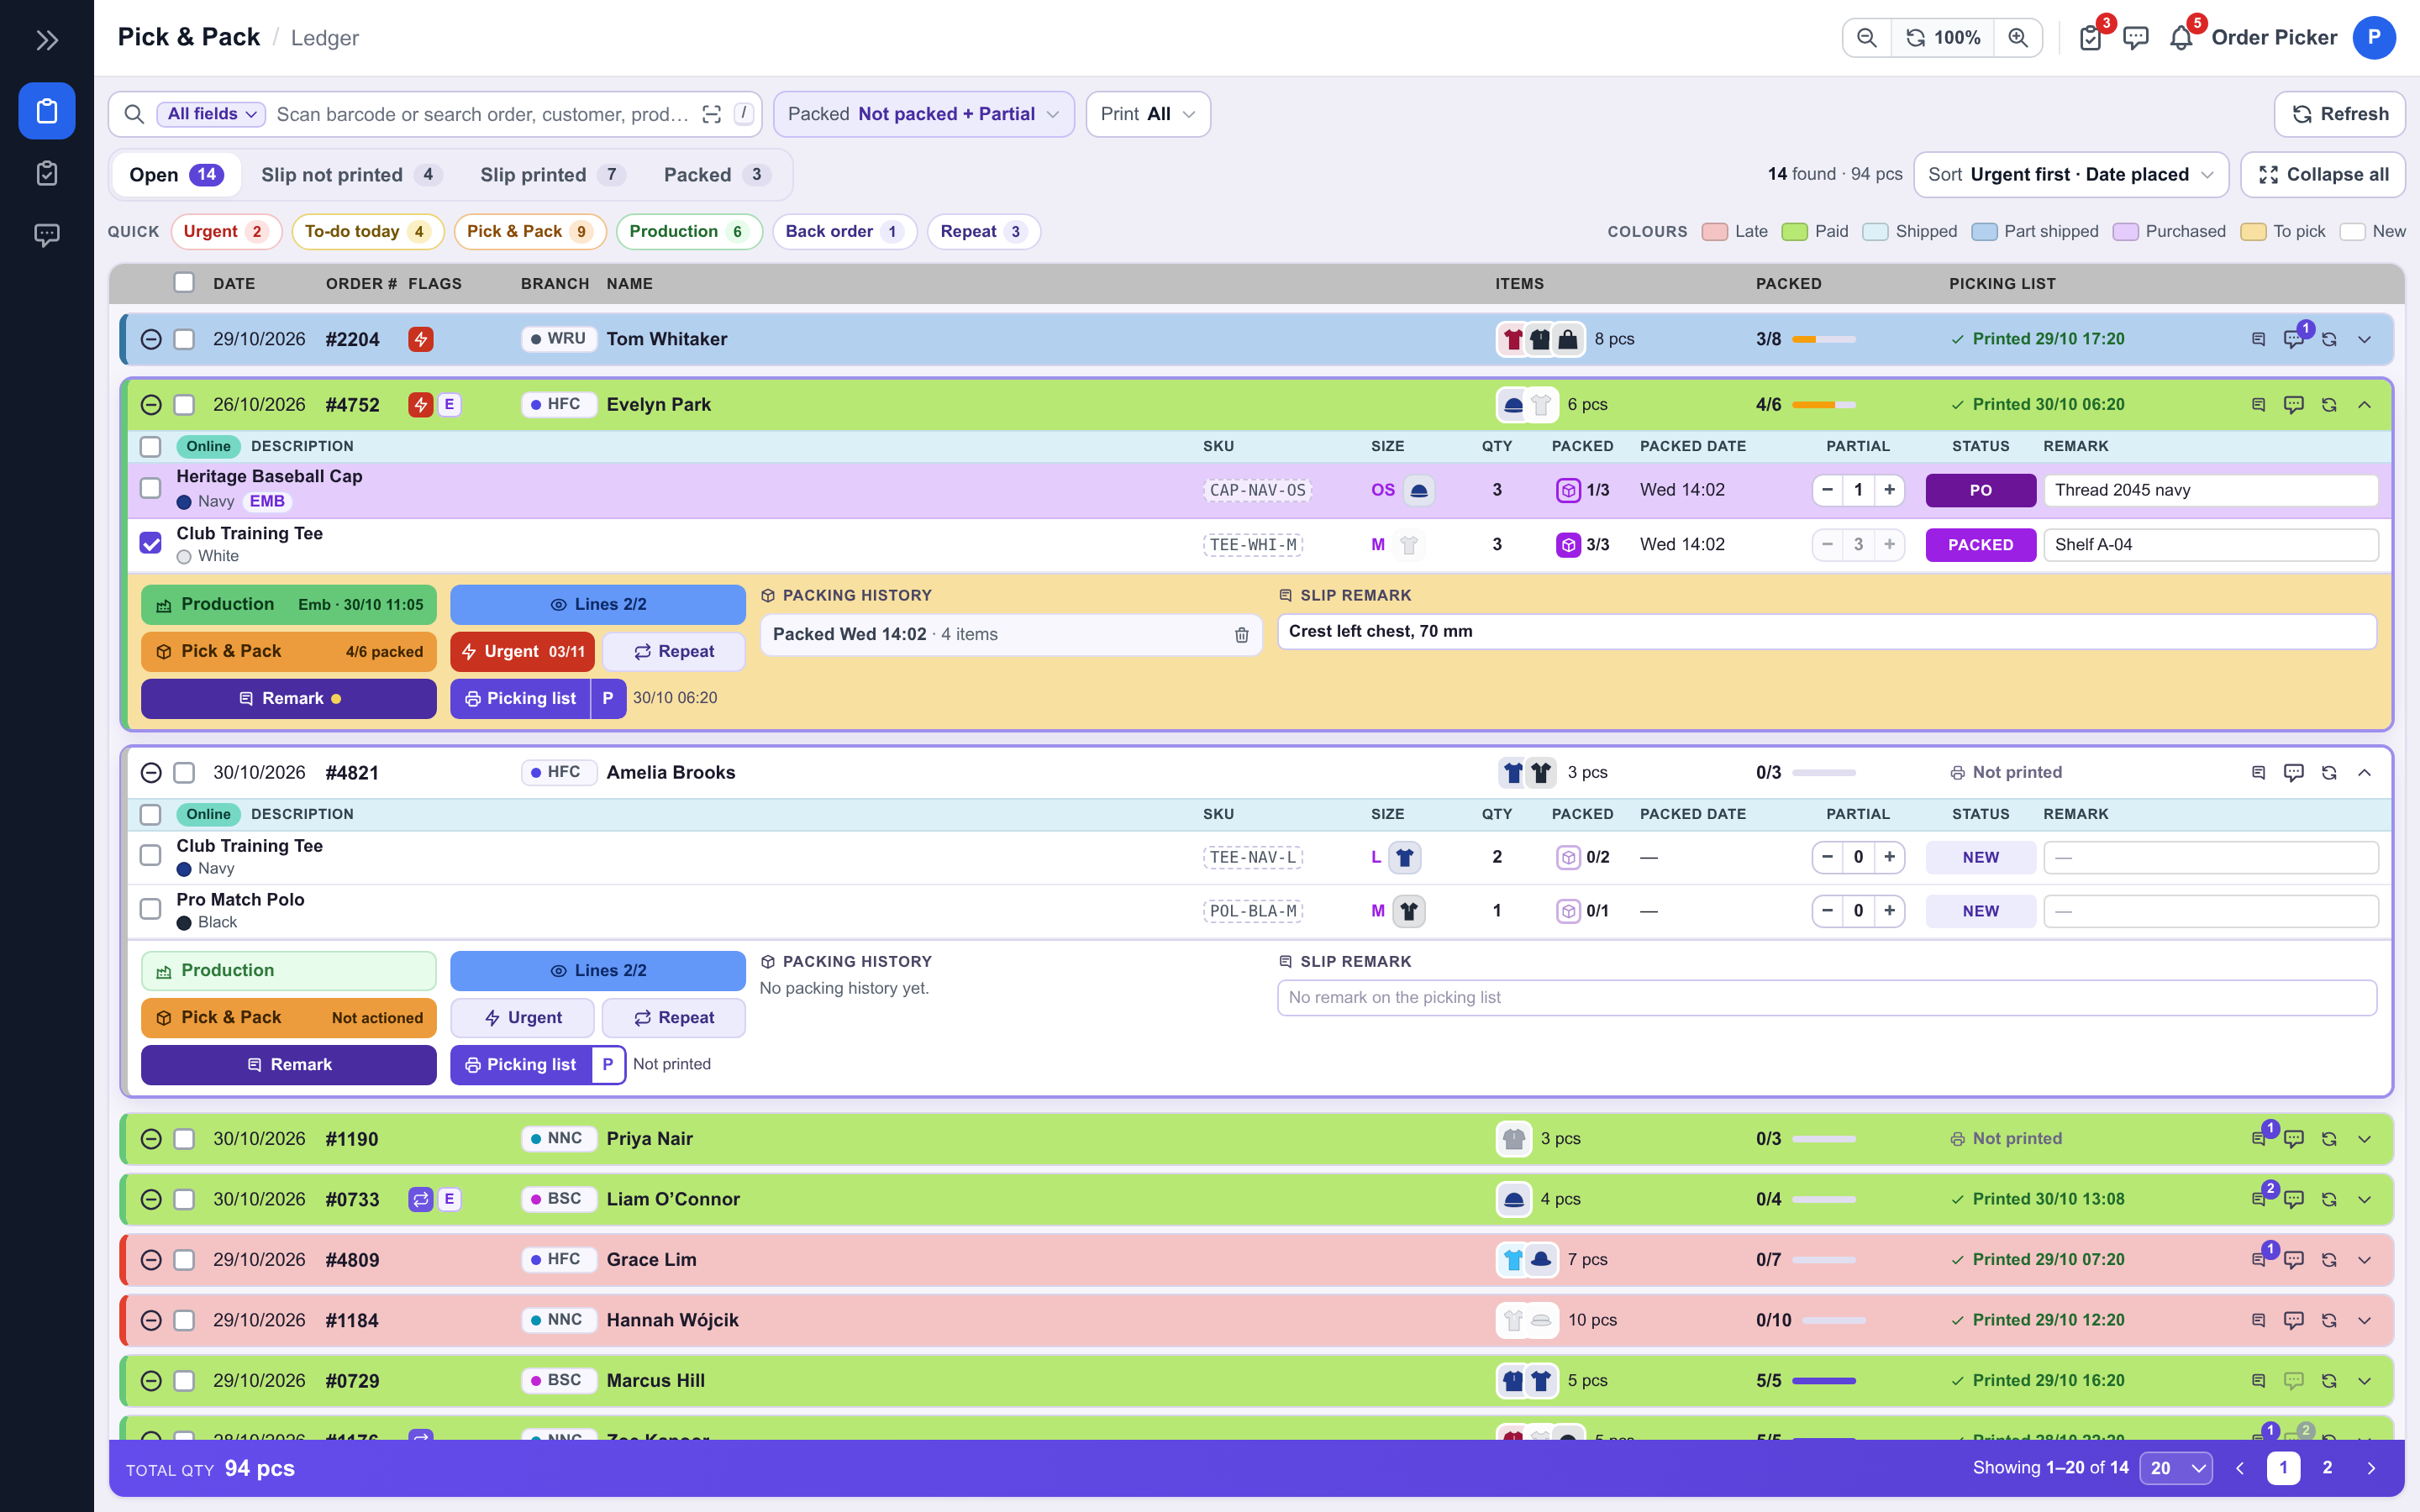 Pick & Pack / Ledger
100%
3
5
Order Picker P
All fields Scan barcode or search order, customer, prod… /
Packed Not packed + Partial
Print All
Refresh
Open 14 Slip not printed 4 Slip printed 7 Packed 3
14 found · 94 pcs
Sort Urgent first · Date placed
Collapse all
QUICK Urgent 2 To-do today 4 Pick & Pack 9 Production 6 Back order 1 Repeat 3
COLOURS Late Paid Shipped Part shipped Purchased To pick New
DATE ORDER # FLAGS BRANCH NAME ITEMS PACKED PICKING LIST
29/10/2026 #2204 WRU Tom Whitaker 8 pcs 3/8 Printed 29/10 17:20 1
26/10/2026 #4752 E HFC Evelyn Park 6 pcs 4/6 Printed 30/10 06:20
Online DESCRIPTION SKU SIZE QTY PACKED PACKED DATE PARTIAL STATUS REMARK
Heritage Baseball Cap
Navy EMB
CAP-NAV-OS OS 3 1/3 Wed 14:02 − 1 + PO Thread 2045 navy
Club Training Tee
White
TEE-WHI-M M 3 3/3 Wed 14:02 − 3 + PACKED Shelf A-04
Production Emb · 30/10 11:05 Lines 2/2
Pick & Pack 4/6 packed Urgent 03/11 Repeat
Remark Picking list P 30/10 06:20
PACKING HISTORY
Packed Wed 14:02 · 4 items
SLIP REMARK
Crest left chest, 70 mm
30/10/2026 #4821 HFC Amelia Brooks 3 pcs 0/3 Not printed
Online DESCRIPTION SKU SIZE QTY PACKED PACKED DATE PARTIAL STATUS REMARK
Club Training Tee
Navy
TEE-NAV-L L 2 0/2 — − 0 + NEW —
Pro Match Polo
Black
POL-BLA-M M 1 0/1 — − 0 + NEW —
Production Lines 2/2
Pick & Pack Not actioned Urgent Repeat
Remark Picking list P Not printed
PACKING HISTORY
No packing history yet.
SLIP REMARK
No remark on the picking list
30/10/2026 #1190 NNC Priya Nair 3 pcs 0/3 Not printed 1
30/10/2026 #0733 E BSC Liam O’Connor 4 pcs 0/4 Printed 30/10 13:08 2
29/10/2026 #4809 HFC Grace Lim 7 pcs 0/7 Printed 29/10 07:20 1
29/10/2026 #1184 NNC Hannah Wójcik 10 pcs 0/10 Printed 29/10 12:20
29/10/2026 #0729 BSC Marcus Hill 5 pcs 5/5 Printed 29/10 16:20
1 2
TOTAL QTY 94 pcs
Showing 1–20 of 14 20 1 2